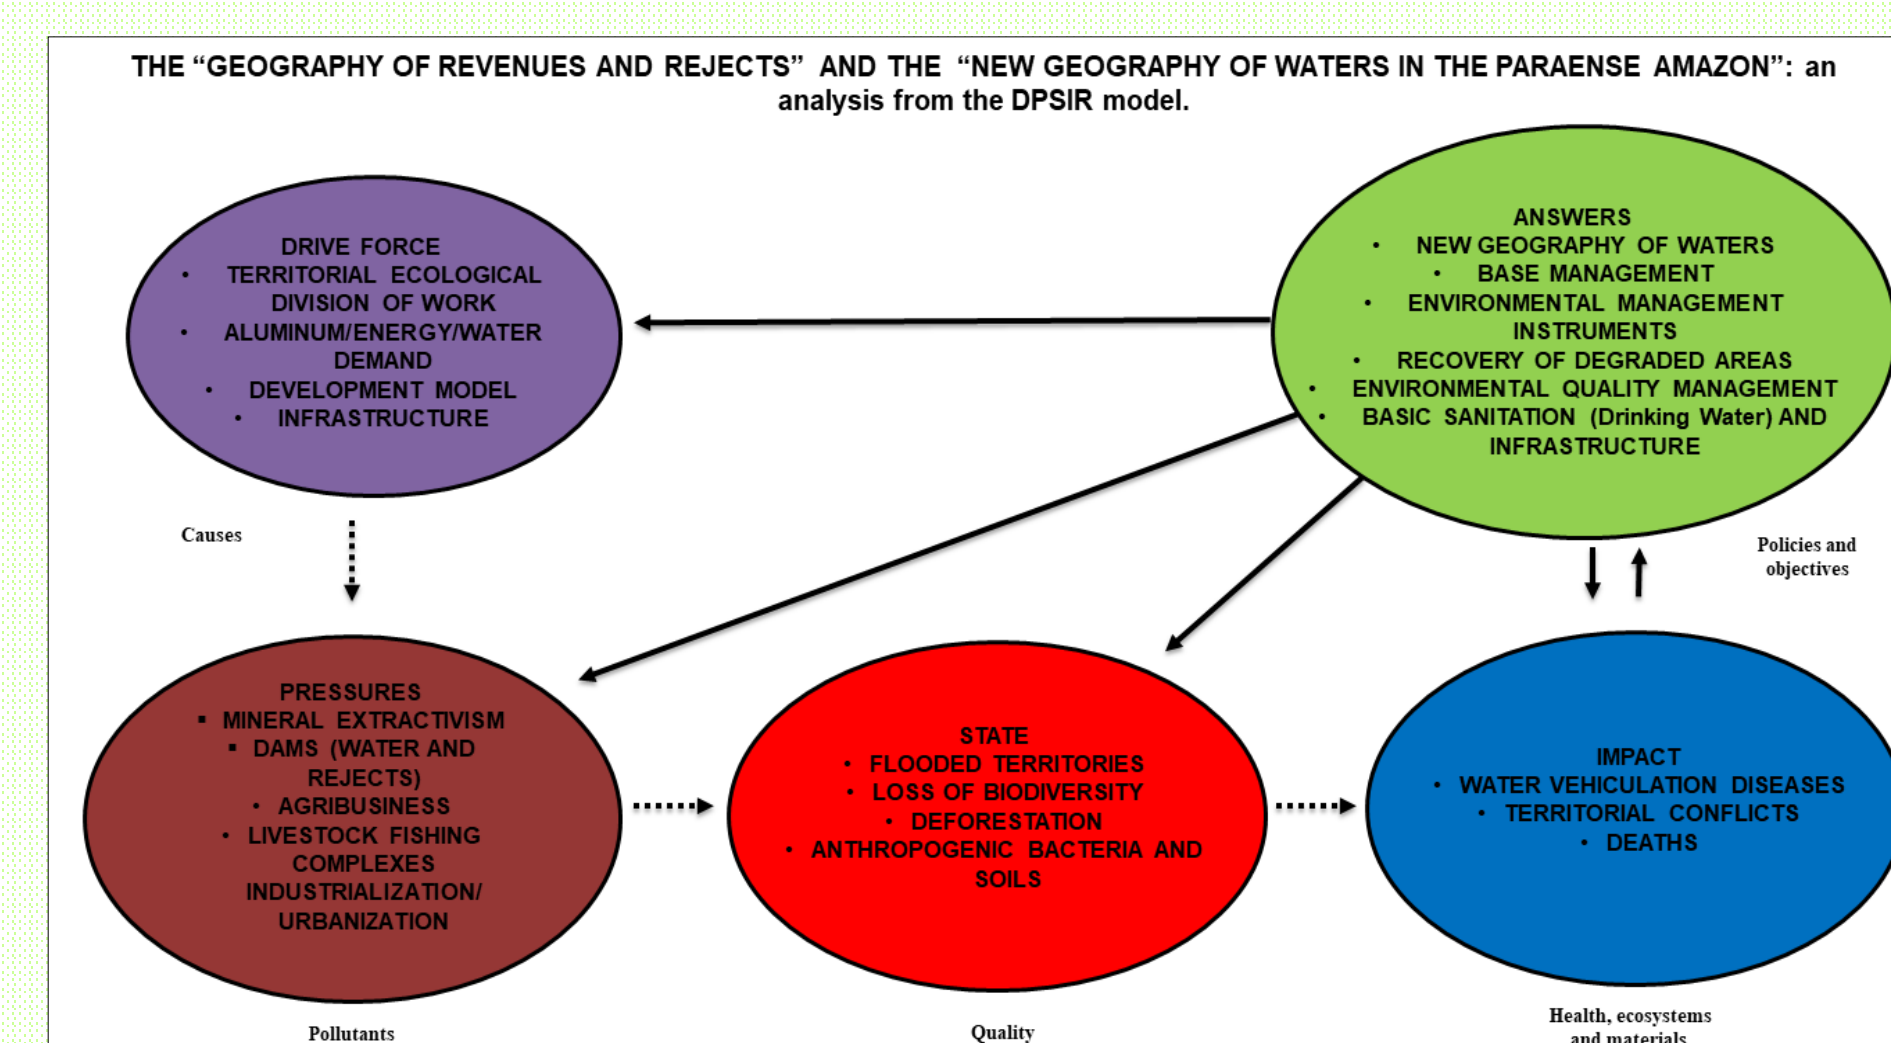 THE “GEOGRAPHY OF REVENUES AND REJECTS” AND THE “NEW GEOGRAPHY OF WATERS IN THE PARAENSE AMAZON”: an
analysis from the DPSIR model.
DRIVE FORCE
• TERRITORIAL ECOLOGICAL
DIVISION OF WORK
• ALUMINUM/ENERGY/WATER
DEMAND
• DEVELOPMENT MODEL
• INFRASTRUCTURE
ANSWERS
• NEW GEOGRAPHY OF WATERS
• BASE MANAGEMENT
• ENVIRONMENTAL MANAGEMENT
INSTRUMENTS
• RECOVERY OF DEGRADED AREAS
• ENVIRONMENTAL QUALITY MANAGEMENT
• BASIC SANITATION (Drinking Water) AND
INFRASTRUCTURE
Causes
Policies and
objectives
PRESSURES
▪ MINERAL EXTRACTIVISM
▪ DAMS (WATER AND
REJECTS)
• AGRIBUSINESS
• LIVESTOCK FISHING
COMPLEXES
INDUSTRIALIZATION/
URBANIZATION
STATE
• FLOODED TERRITORIES
• LOSS OF BIODIVERSITY
• DEFORESTATION
• ANTHROPOGENIC BACTERIA AND
SOILS
IMPACT
• WATER VEHICULATION DISEASES
• TERRITORIAL CONFLICTS
• DEATHS
Pollutants
Quality
Health, ecosystems
and materials